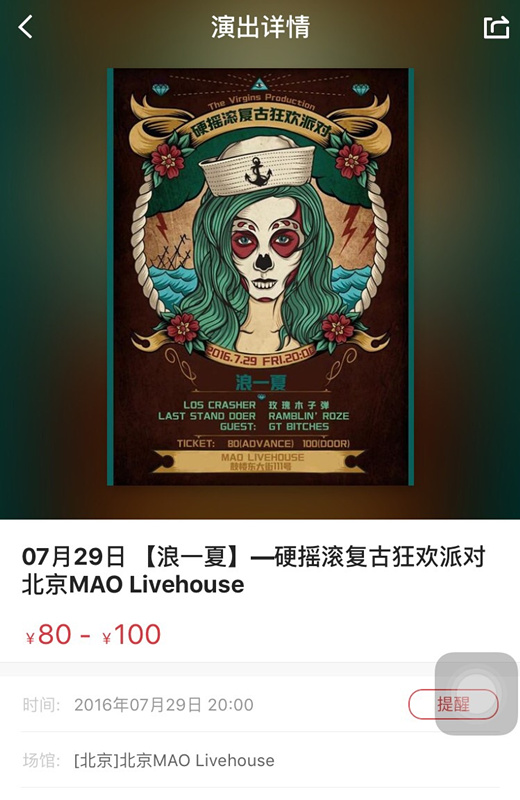 演出详情
The Virgins Production
硬摇滚复古狂欢派对
2016.7.29 FRI.20:00
浪一夏
LOS CRASHER 玫瑰木子弹
LAST STAND DOER RAMBLIN' ROZE
GUEST: GT BITCHES
TICKET: 80(ADVANCE) 100(DOOR)
MAO LIVEHOUSE
鼓楼东大街111号
07月29日 【浪一夏】—硬摇滚复古狂欢派对
北京MAO Livehouse
¥80 - ¥100
时间: 2016年07月29日 20:00
提醒
场馆: [北京]北京MAO Livehouse